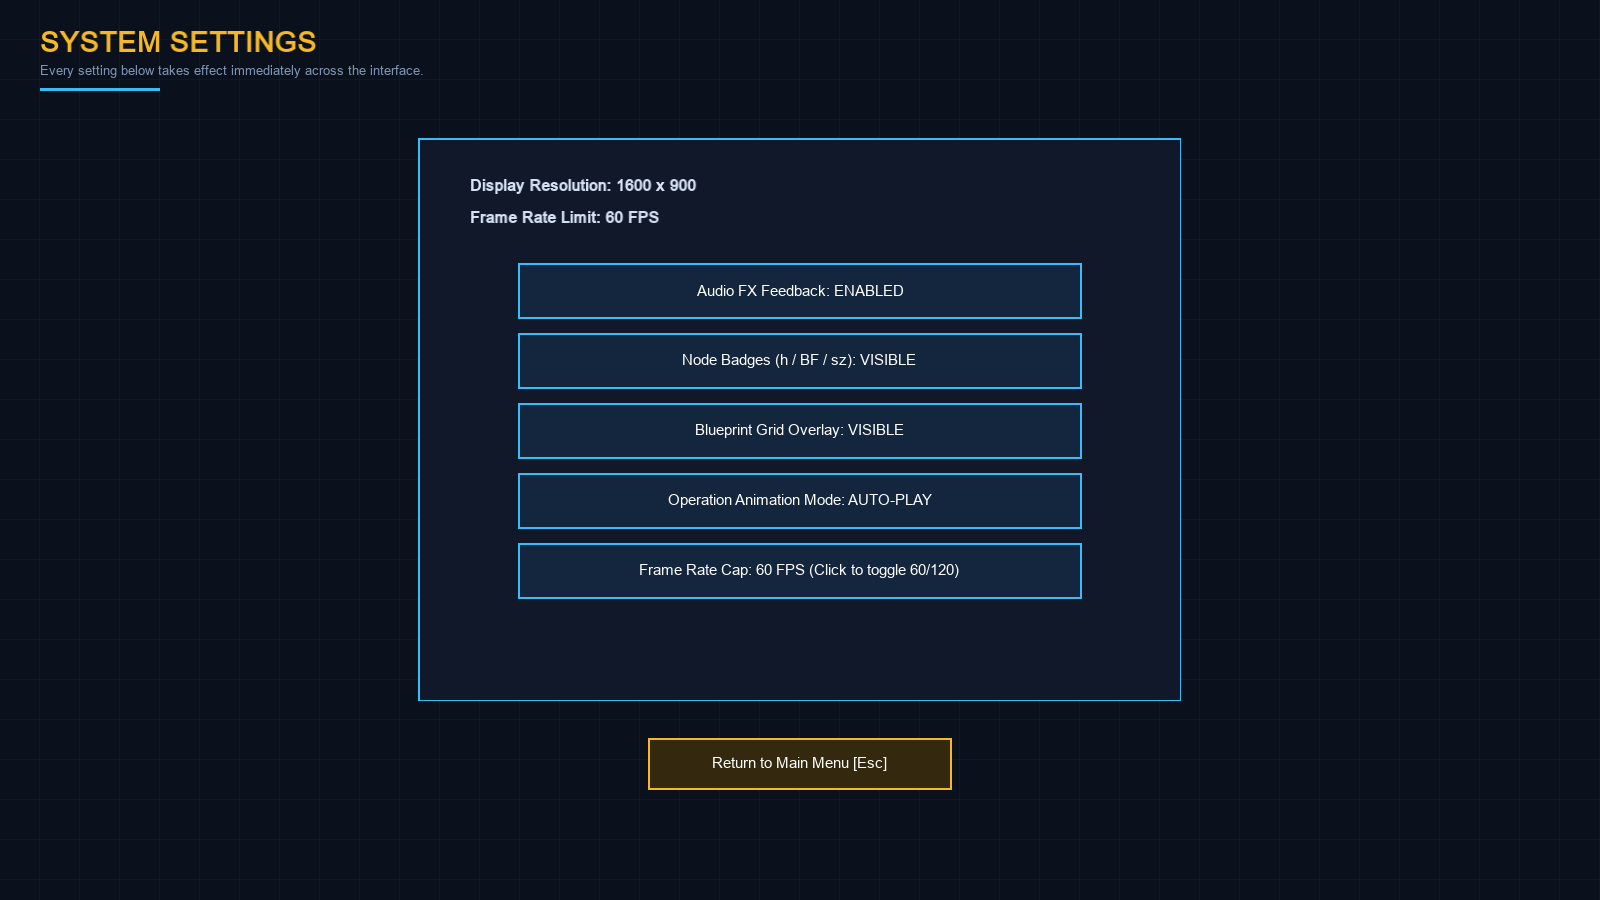 SYSTEM SETTINGS
Every setting below takes effect immediately across the interface.
Display Resolution: 1600 x 900
Frame Rate Limit: 60 FPS
Audio FX Feedback: ENABLED
Node Badges (h / BF / sz): VISIBLE
Blueprint Grid Overlay: VISIBLE
Operation Animation Mode: AUTO-PLAY
Frame Rate Cap: 60 FPS (Click to toggle 60/120)
Return to Main Menu [Esc]